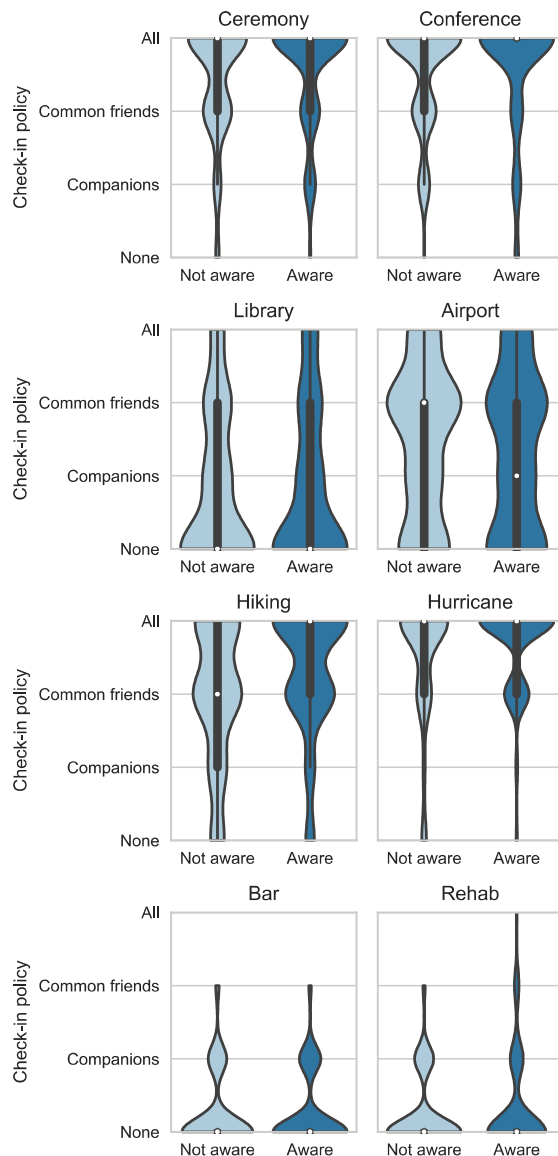 Ceremony Conference
All
Common friends
Companions
None
Check-in policy
Not aware Aware Not aware Aware
Library Airport
All
Common friends
Companions
None
Check-in policy
Not aware Aware Not aware Aware
Hiking Hurricane
All
Common friends
Companions
None
Check-in policy
Not aware Aware Not aware Aware
Bar Rehab
All
Common friends
Companions
None
Check-in policy
Not aware Aware Not aware Aware